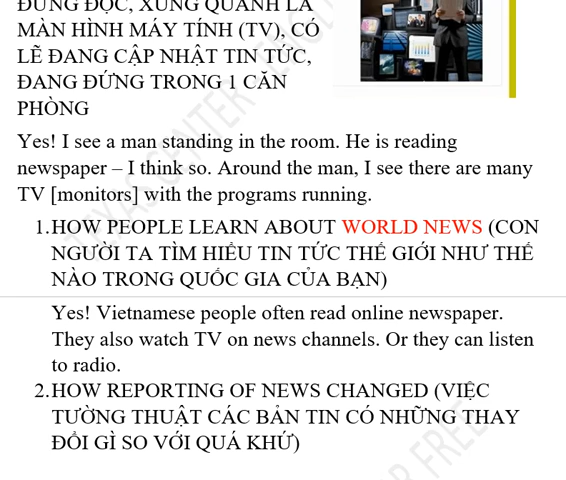 ĐỨNG ĐỌC, XUNG QUANH LÀ
MÀN HÌNH MÁY TÍNH (TV), CÓ
LẼ ĐANG CẬP NHẬT TIN TỨC,
ĐANG ĐỨNG TRONG 1 CĂN
PHÒNG
Yes! I see a man standing in the room. He is reading
newspaper – I think so. Around the man, I see there are many
TV [monitors] with the programs running.
1. HOW PEOPLE LEARN ABOUT WORLD NEWS (CON
NGƯỜI TA TÌM HIỂU TIN TỨC THẾ GIỚI NHƯ THẾ
NÀO TRONG QUỐC GIA CỦA BẠN)
Yes! Vietnamese people often read online newspaper.
They also watch TV on news channels. Or they can listen
to radio.
2. HOW REPORTING OF NEWS CHANGED (VIỆC
TƯỜNG THUẬT CÁC BẢN TIN CÓ NHỮNG THAY
ĐỔI GÌ SO VỚI QUÁ KHỨ)